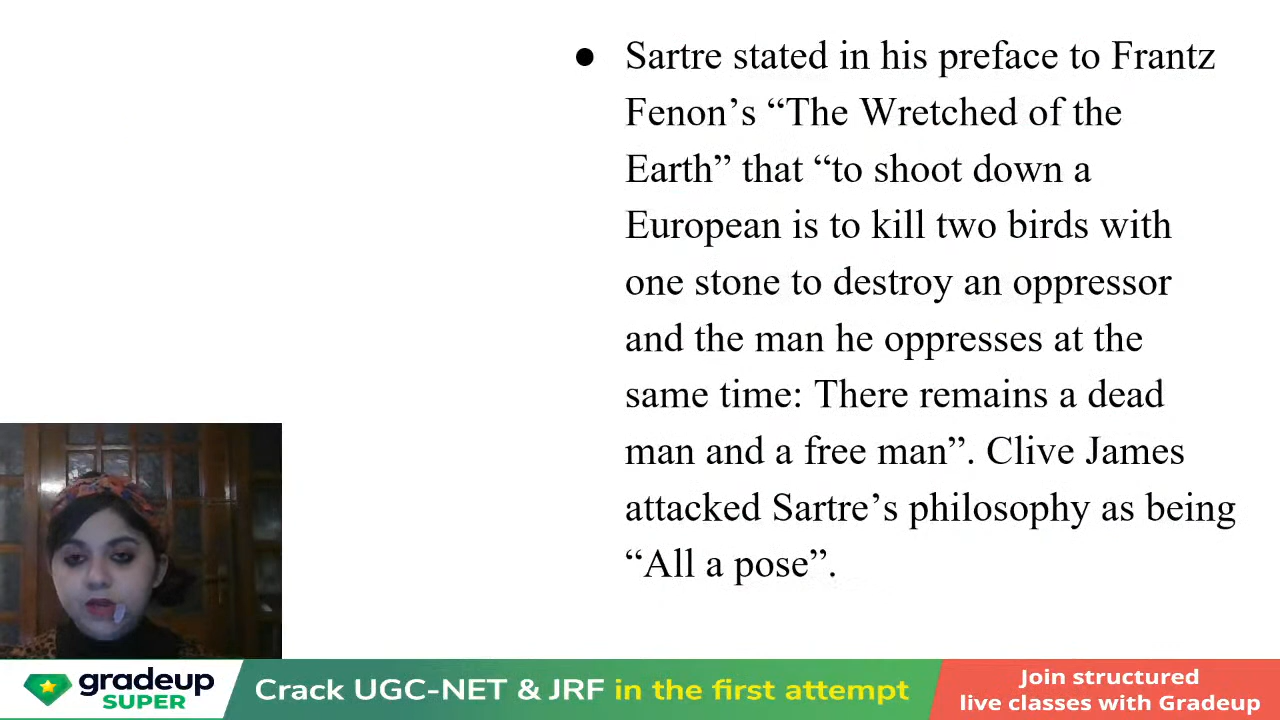 ● Sartre stated in his preface to Frantz
Fenon’s “The Wretched of the
Earth” that “to shoot down a
European is to kill two birds with
one stone to destroy an oppressor
and the man he oppresses at the
same time: There remains a dead
man and a free man”. Clive James
attacked Sartre’s philosophy as being
“All a pose”.
gradeup
SUPER
Crack UGC-NET & JRF in the first attempt
Join structured
live classes with Gradeup